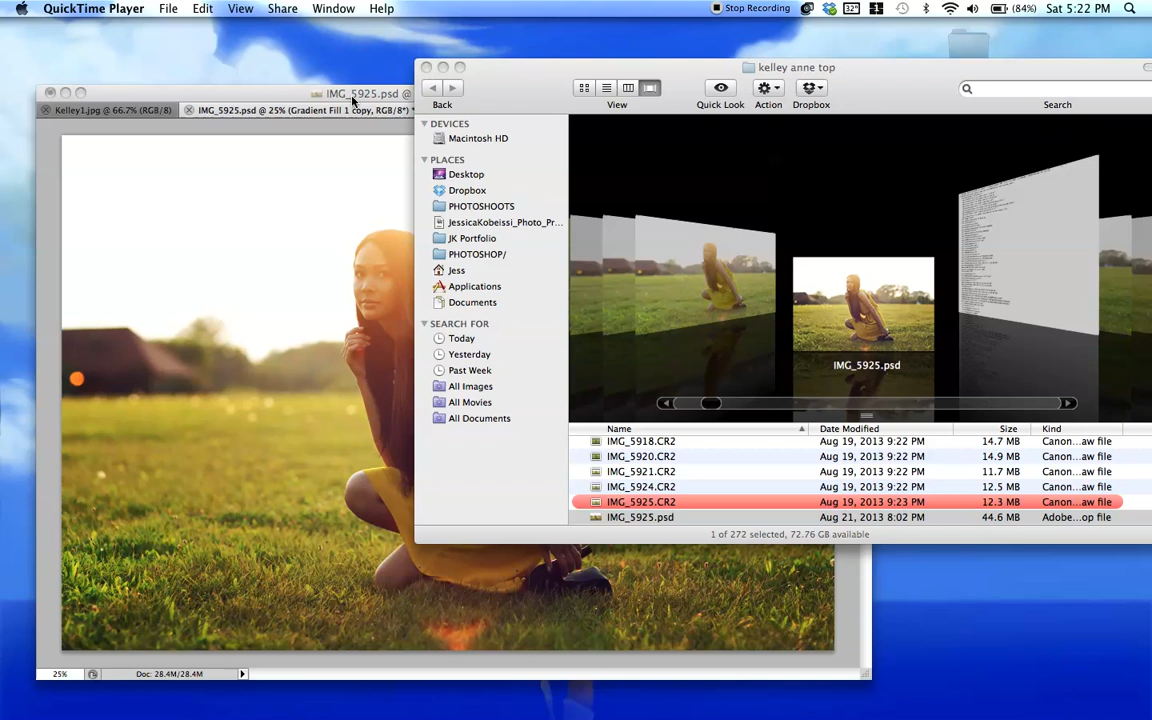 QuickTime Player File Edit View Share Window Help Stop Recording 32° 1 (84%) Sat 5:22 PM
kelley anne top
IMG_5925.psd @
Back View Quick Look Action Dropbox Search
Kelley1.jpg @ 66.7% (RGB/8) IMG_5925.psd @ 25% (Gradient Fill 1 copy, RGB/8*) *
DEVICES
Macintosh HD
PLACES
Desktop
Dropbox
PHOTOSHOOTS
JessicaKobeissi_Photo_Pr...
JK Portfolio
PHOTOSHOP/
Jess
Applications
Documents
SEARCH FOR
Today
Yesterday
Past Week
All Images
All Movies
All Documents
IMG_5925.psd
Name Date Modified Size Kind
IMG_5918.CR2 Aug 19, 2013 9:22 PM 14.7 MB Canon...aw file
IMG_5920.CR2 Aug 19, 2013 9:22 PM 14.9 MB Canon...aw file
IMG_5921.CR2 Aug 19, 2013 9:22 PM 11.7 MB Canon...aw file
IMG_5924.CR2 Aug 19, 2013 9:22 PM 12.5 MB Canon...aw file
IMG_5925.CR2 Aug 19, 2013 9:23 PM 12.3 MB Canon...aw file
IMG_5925.psd Aug 21, 2013 8:02 PM 44.6 MB Adobe...op file
1 of 272 selected, 72.76 GB available
25% Doc: 28.4M/28.4M